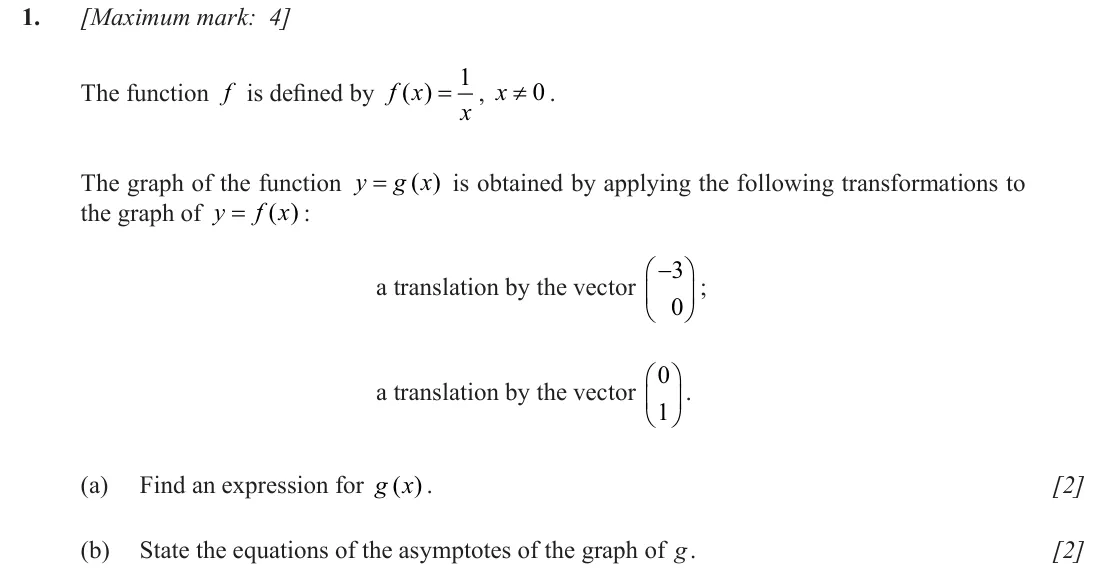 1. [Maximum mark: 4]
The function f is defined by f(x) = 1/x, x ≠ 0.
The graph of the function y = g(x) is obtained by applying the following transformations to
the graph of y = f(x):
a translation by the vector (−3 0);
a translation by the vector (0 1).
(a) Find an expression for g(x). [2]
(b) State the equations of the asymptotes of the graph of g. [2]